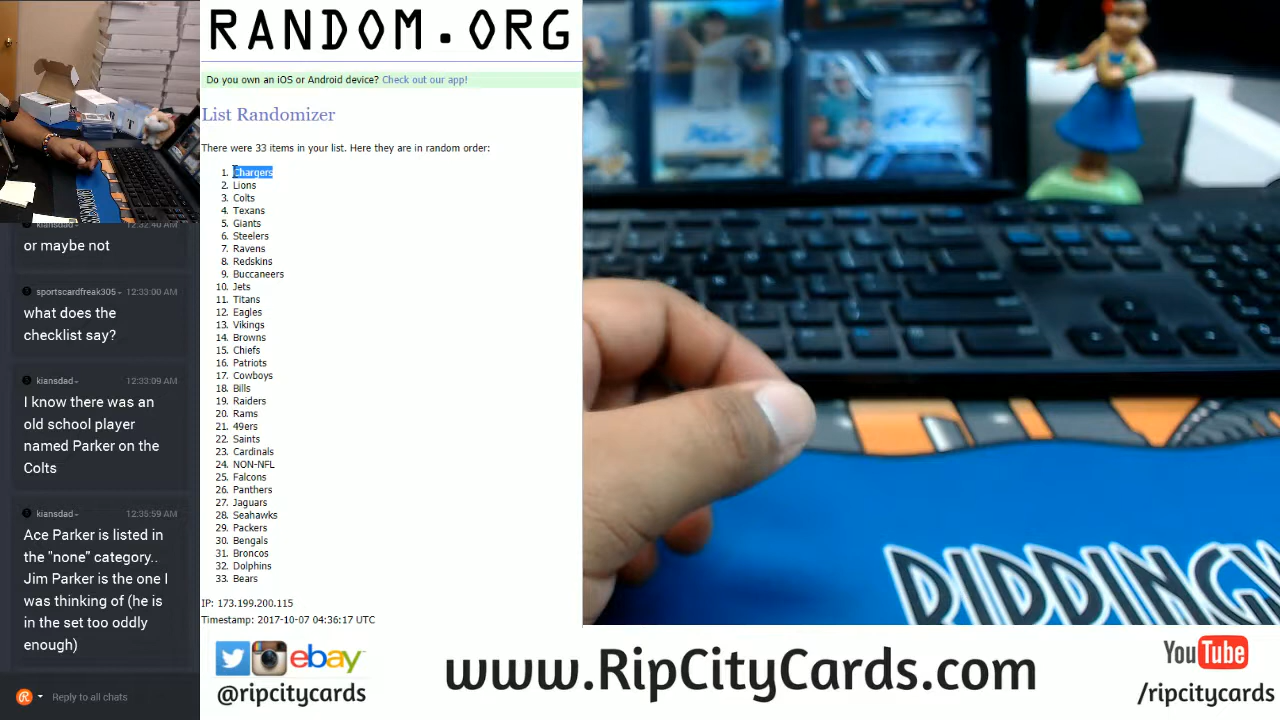 RANDOM.ORG
Do you own an iOS or Android device? Check out our app!
List Randomizer
There were 33 items in your list. Here they are in random order:
1. Chargers
2. Lions
3. Colts
4. Texans
5. Giants
6. Steelers
7. Ravens
8. Redskins
9. Buccaneers
10. Jets
11. Titans
12. Eagles
13. Vikings
14. Browns
15. Chiefs
16. Patriots
17. Cowboys
18. Bills
19. Raiders
20. Rams
21. 49ers
22. Saints
23. Cardinals
24. NON-NFL
25. Falcons
26. Panthers
27. Jaguars
28. Seahawks
29. Packers
30. Bengals
31. Broncos
32. Dolphins
33. Bears
IP: 173.199.200.115
Timestamp: 2017-10-07 04:36:17 UTC
kiansdad 12:32:40 AM
or maybe not
sportscardfreak305 12:33:00 AM
what does the
checklist say?
kiansdad 12:33:09 AM
I know there was an
old school player
named Parker on the
Colts
kiansdad 12:35:59 AM
Ace Parker is listed in
the "none" category..
Jim Parker is the one I
was thinking of (he is
in the set too oddly
enough)
Reply to all chats
ebay
@ripcitycards
www.RipCityCards.com
YouTube
/ripcitycards